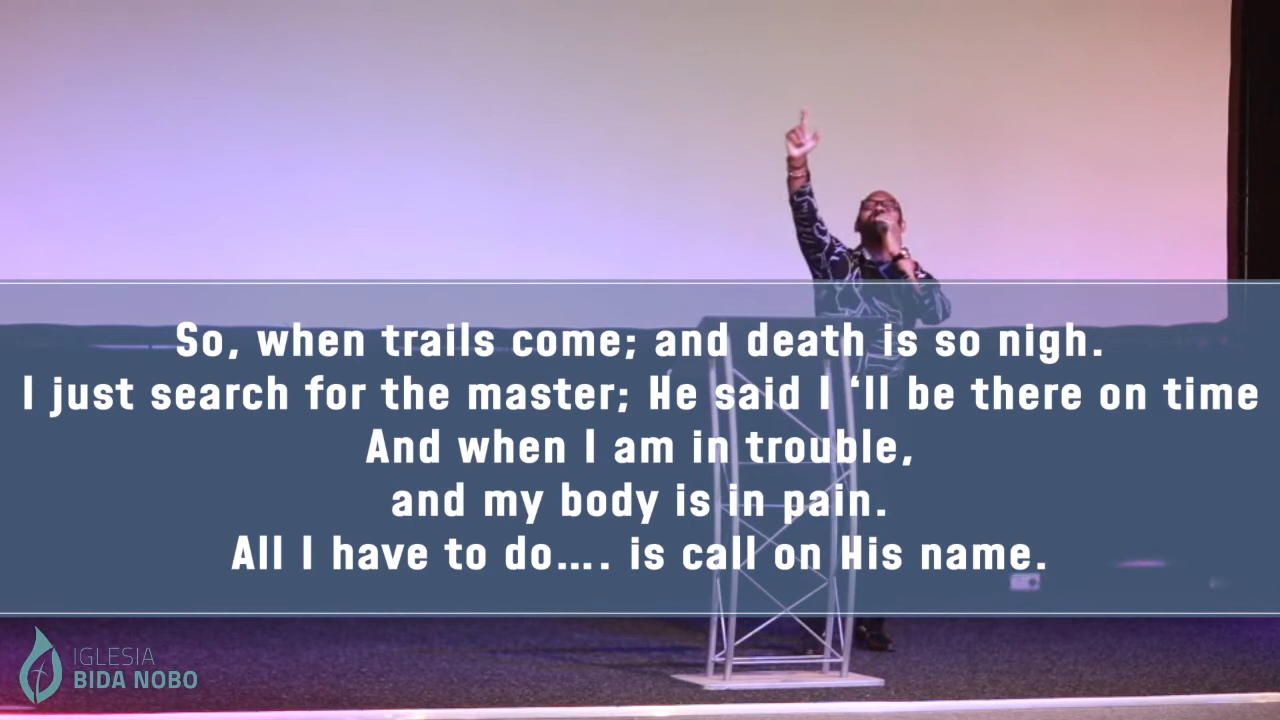 So, when trails come; and death is so nigh.
I just search for the master; He said I ‘ll be there on time
And when I am in trouble,
and my body is in pain.
All I have to do.... is call on His name.
IGLESIA
BIDA NOBO